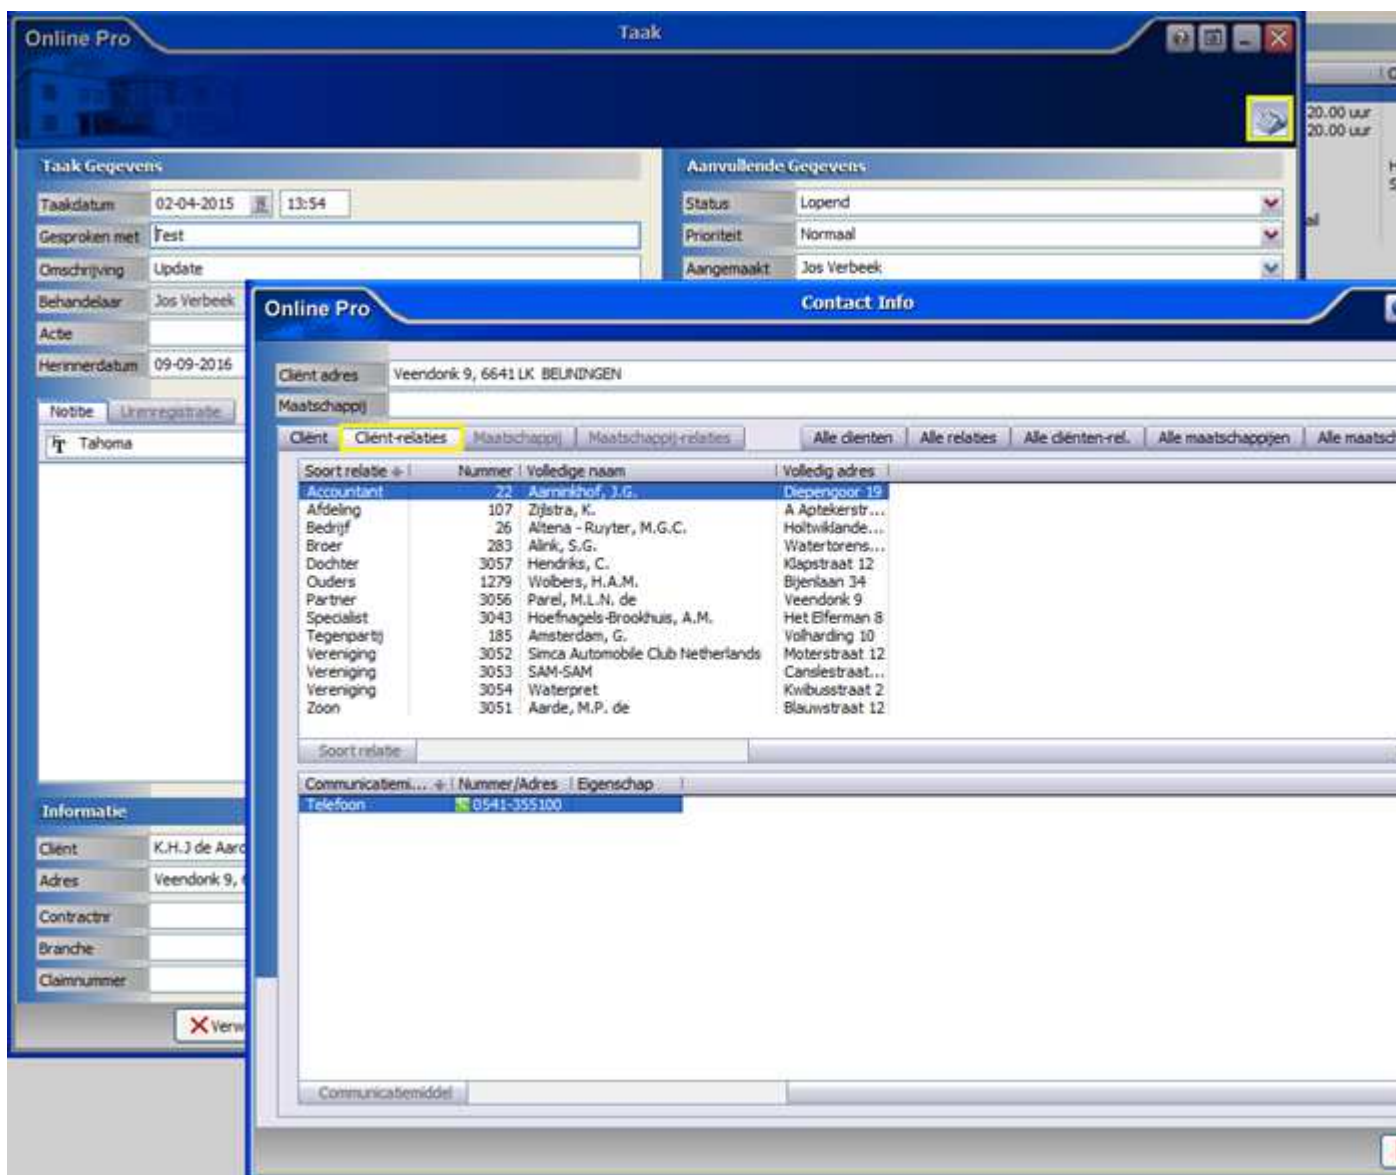 Online Pro
Taak
20.00 uur
20.00 uur
Taak Gegevens
Aanvullende Gegevens
Taakdatum 02-04-2015 13:54
Status Lopend
Gesproken met Test
Prioriteit Normaal
Omschrijving Update
Aangemaakt Jos Verbeek
Behandelaar Jos Verbeek
Actie
Herinnerdatum 09-09-2016
Notitie Urenregistratie
Tahoma
Informatie
Cliënt K.H.J de Aard
Adres Veendonk 9, 6
Contractnr
Branche
Claimnummer
Verw
Online Pro
Contact Info
Cliënt adres Veendonk 9, 6641 LK BEUNINGEN
Maatschappij
Cliënt Cliënt-relaties Maatschappij Maatschappij-relaties Alle clienten Alle relaties Alle cliënten-rel. Alle maatschappijen Alle maatsch
Soort relatie Nummer Volledige naam Volledig adres
Accountant 22 Aarninkhof, J.G. Diepengoor 19
Afdeling 107 Zijlstra, K. A Aptekerstr...
Bedrijf 26 Altena - Ruyter, M.G.C. Holtwiklande...
Broer 283 Alink, S.G. Watertorens...
Dochter 3057 Hendriks, C. Klapstraat 12
Ouders 1279 Wolbers, H.A.M. Bijenlaan 34
Partner 3056 Parel, M.L.N. de Veendonk 9
Specialist 3043 Hoefnagels-Brookhuis, A.M. Het Elferman 8
Tegenpartij 185 Amsterdam, G. Volharding 10
Vereniging 3052 Simca Automobile Club Netherlands Moterstraat 12
Vereniging 3053 SAM-SAM Canslestraat...
Vereniging 3054 Waterpret Kwibusstraat 2
Zoon 3051 Aarde, M.P. de Blauwstraat 12
Soort relatie
Communicatiemi... Nummer/Adres Eigenschap
Telefoon 0541-355100
Communicatiemiddel